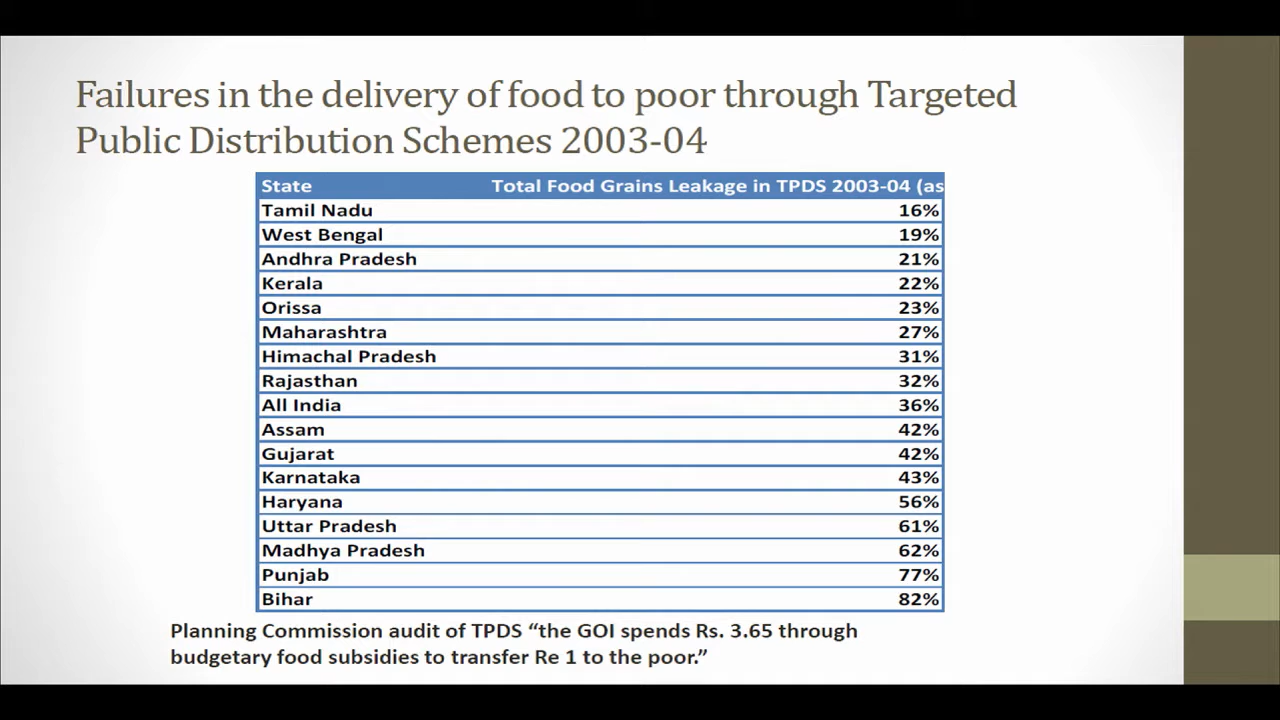 Failures in the delivery of food to poor through Targeted
Public Distribution Schemes 2003-04
State Total Food Grains Leakage in TPDS 2003-04 (as
Tamil Nadu 16%
West Bengal 19%
Andhra Pradesh 21%
Kerala 22%
Orissa 23%
Maharashtra 27%
Himachal Pradesh 31%
Rajasthan 32%
All India 36%
Assam 42%
Gujarat 42%
Karnataka 43%
Haryana 56%
Uttar Pradesh 61%
Madhya Pradesh 62%
Punjab 77%
Bihar 82%
Planning Commission audit of TPDS “the GOI spends Rs. 3.65 through
budgetary food subsidies to transfer Re 1 to the poor.”